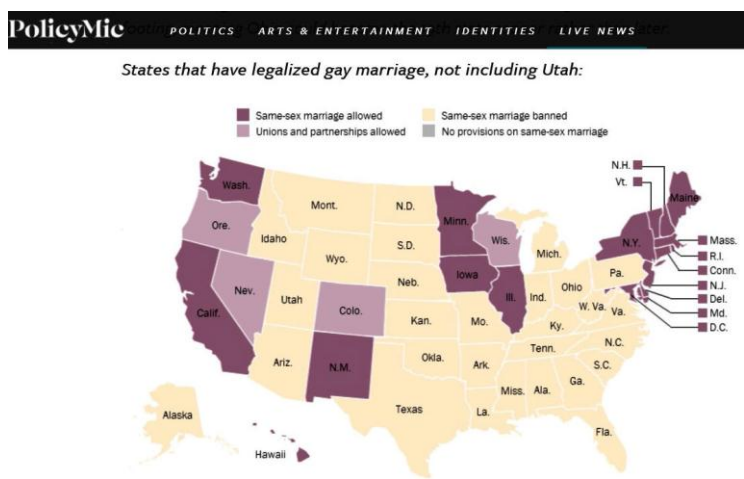 footing
later.
PolicyMic POLITICS ARTS & ENTERTAINMENT IDENTITIES LIVE NEWS
States that have legalized gay marriage, not including Utah:
Same-sex marriage allowed Same-sex marriage banned
Unions and partnerships allowed No provisions on same-sex marriage
N.H.
Wash. Vt.
Maine
Mont. N.D. Minn.
Ore.
Idaho S.D. Wis. N.Y. Mass.
Wyo. Mich. R.I.
Iowa Pa. Conn.
Neb. N.J.
Nev. Utah Ill. Ind. Ohio Del.
Colo. W. Va. Va. Md.
Calif. Kan. Mo. Ky. D.C.
N.C.
Tenn.
Ariz. N.M. Okla. Ark. S.C.
Miss. Ala. Ga.
Alaska Texas La.
Fla.
Hawaii